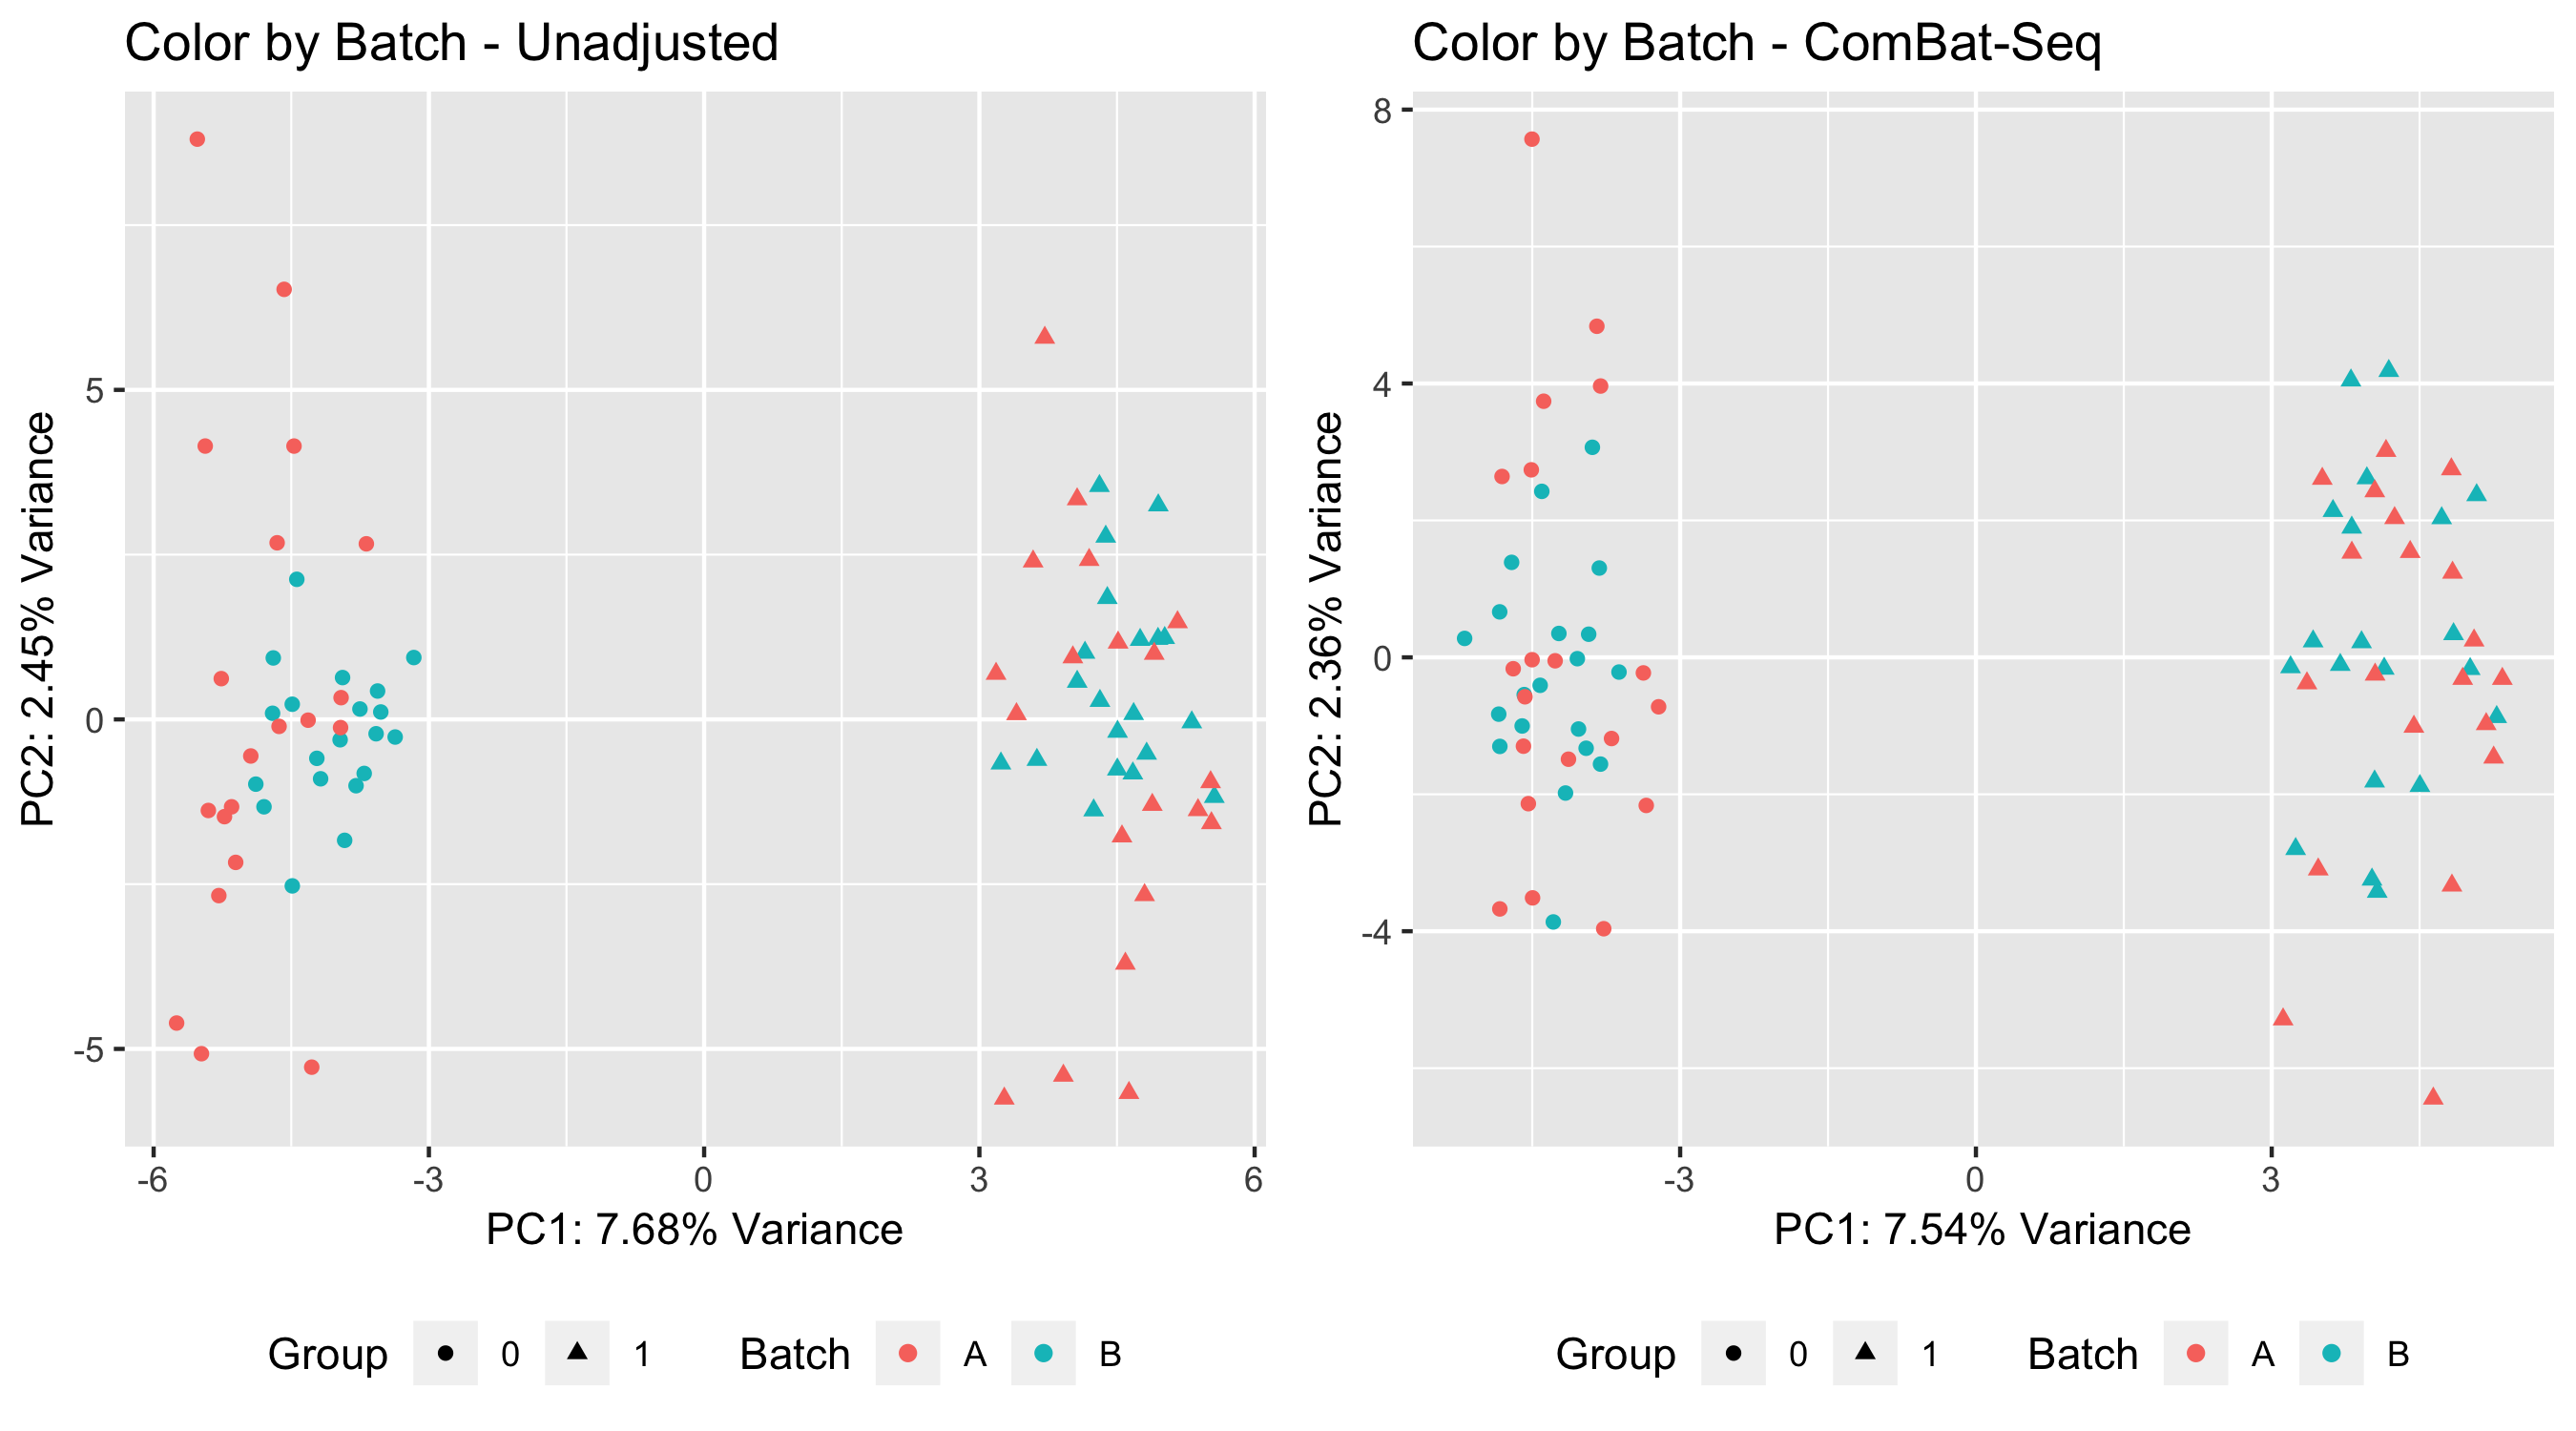 Color by Batch - Unadjusted
PC2: 2.45% Variance
5
0
-5
-6 -3 0 3 6
PC1: 7.68% Variance
Group 0 1 Batch A B
Color by Batch - ComBat-Seq
PC2: 2.36% Variance
8
4
0
-4
-3 0 3
PC1: 7.54% Variance
Group 0 1 Batch A B